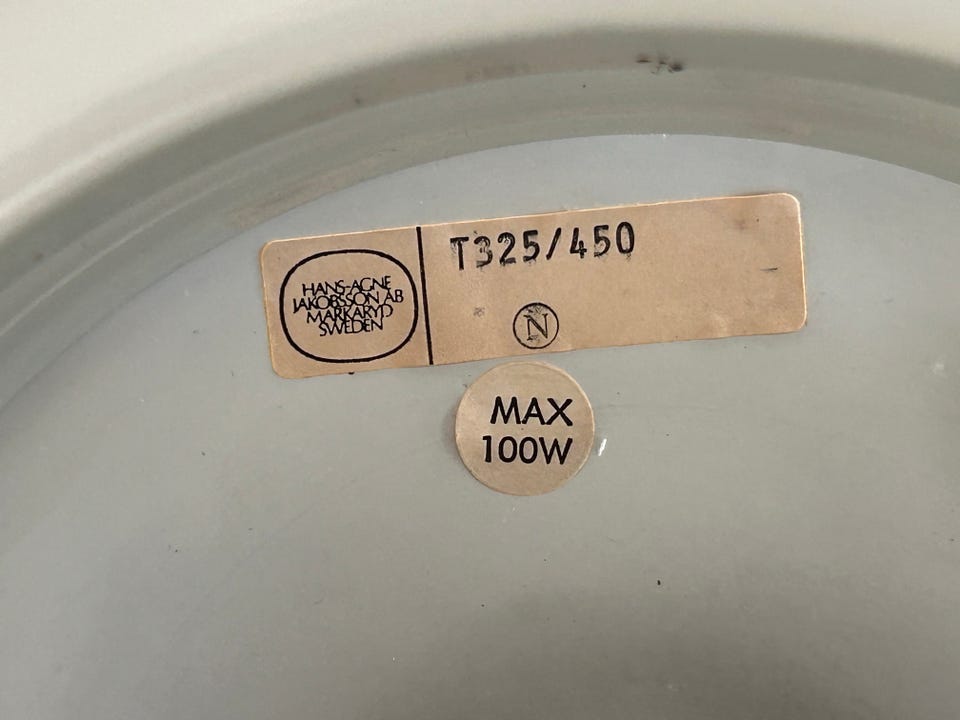 HANS-AGNE
JAKOBSSON AB
MARKARYD
SWEDEN
T325/450
N
MAX
100W